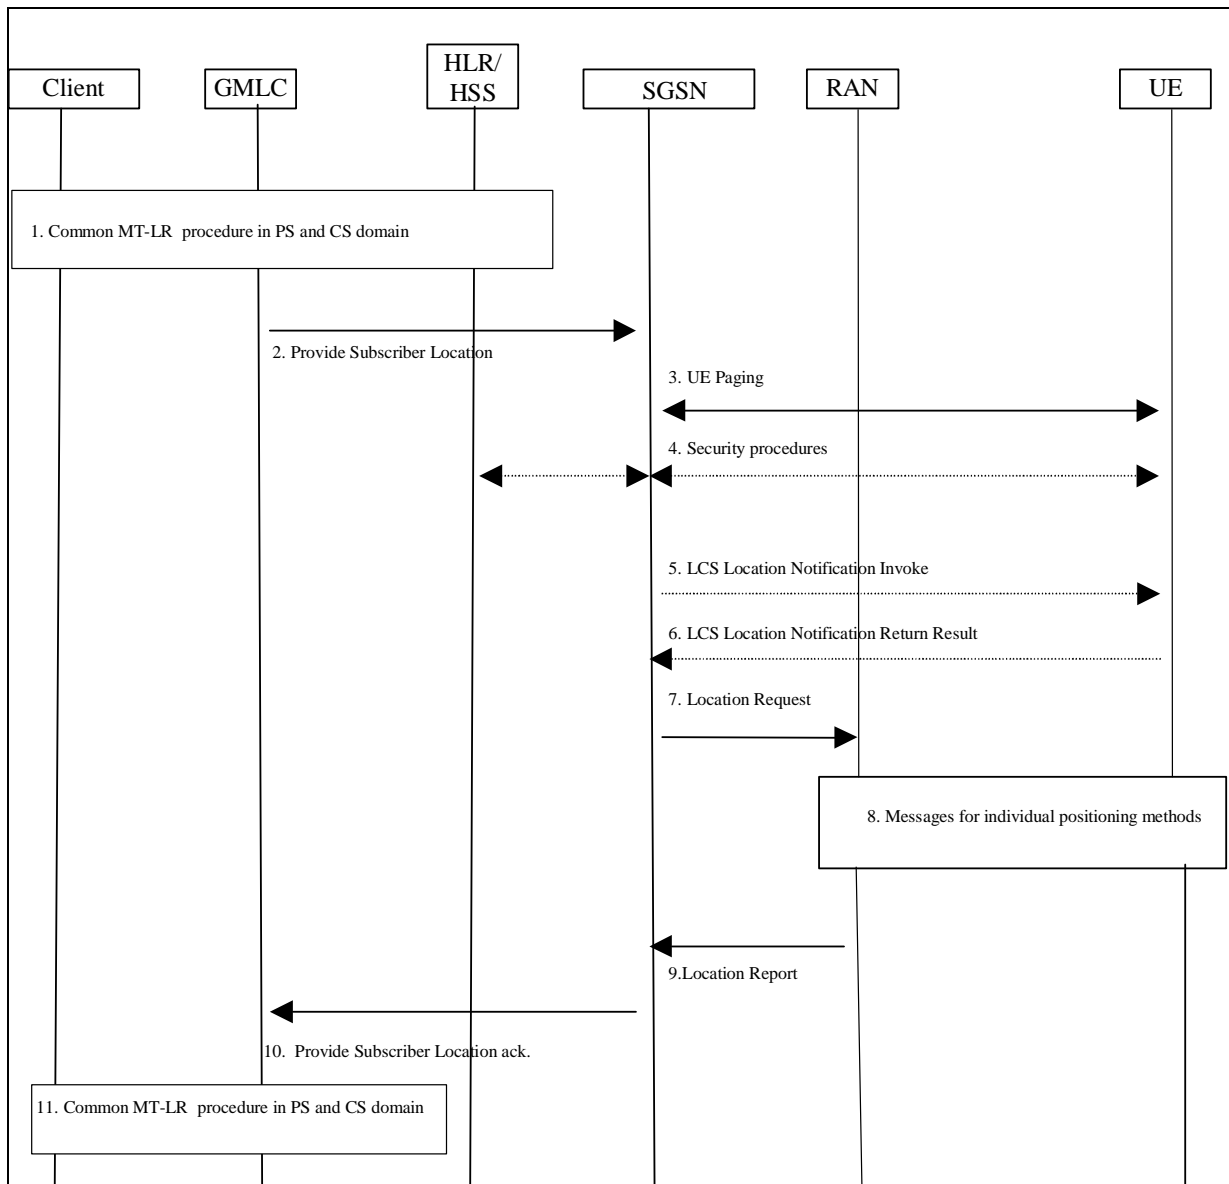 Client
GMLC
HLR/
HSS
SGSN
RAN
UE
1. Common MT-LR  procedure in PS and CS domain
2. Provide Subscriber Location
3. UE Paging
4. Security procedures
5. LCS Location Notification Invoke
6. LCS Location Notification Return Result
7. Location Request
8. Messages for individual positioning methods
9.Location Report
10.  Provide Subscriber Location ack.
11. Common MT-LR  procedure in PS and CS domain